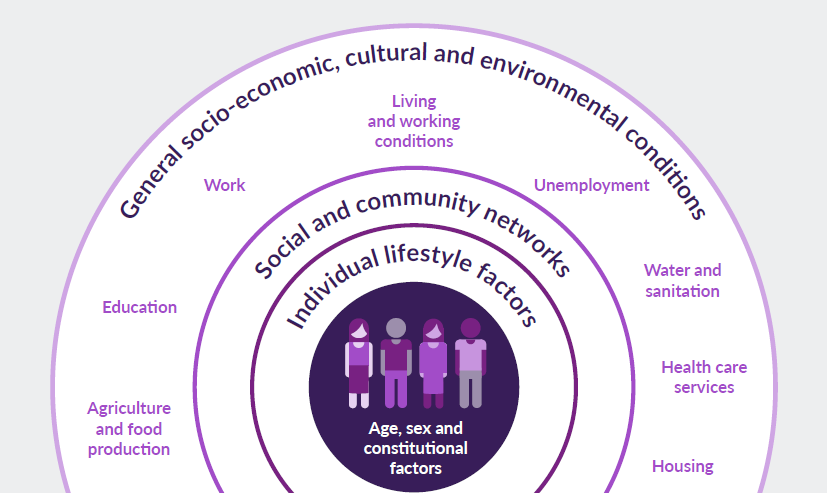 General socio-economic, cultural and environmental conditions
Living
and working
conditions
Work
Unemployment
Social and community networks
Individual lifestyle factors
Water and
sanitation
Education
Health care
services
Agriculture
and food
production
Age, sex and
constitutional
factors
Housing